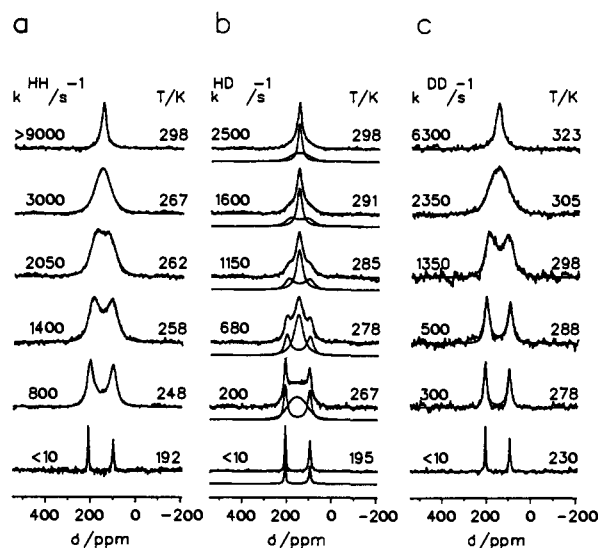 a b c
k HH/s -1 T/K k HD/s -1 T/K k DD/s -1 T/K
>9000 298 2500 298 6300 323
3000 267 1600 291 2350 305
2050 262 1150 285 1350 298
1400 258 680 278 500 288
800 248 200 267 300 278
<10 192 <10 195 <10 230
400 200 0 -200 400 200 0 -200 400 200 0 -200
d/ppm d/ppm d/ppm